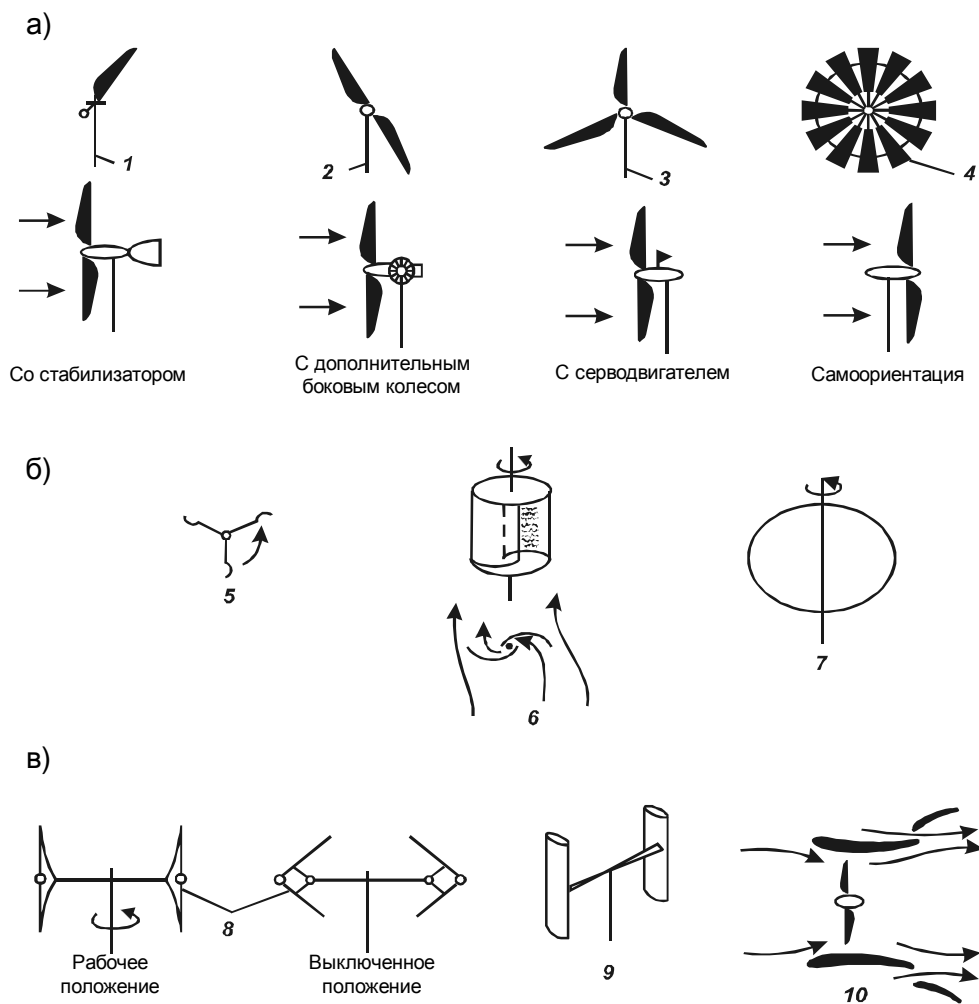 а)
1
2
3
4
Со стабилизатором
С дополнительным
боковым колесом
С серводвигателем
Самоориентация
б)
5
6
7
в)
8
Рабочее
положение
Выключенное
положение
9
10